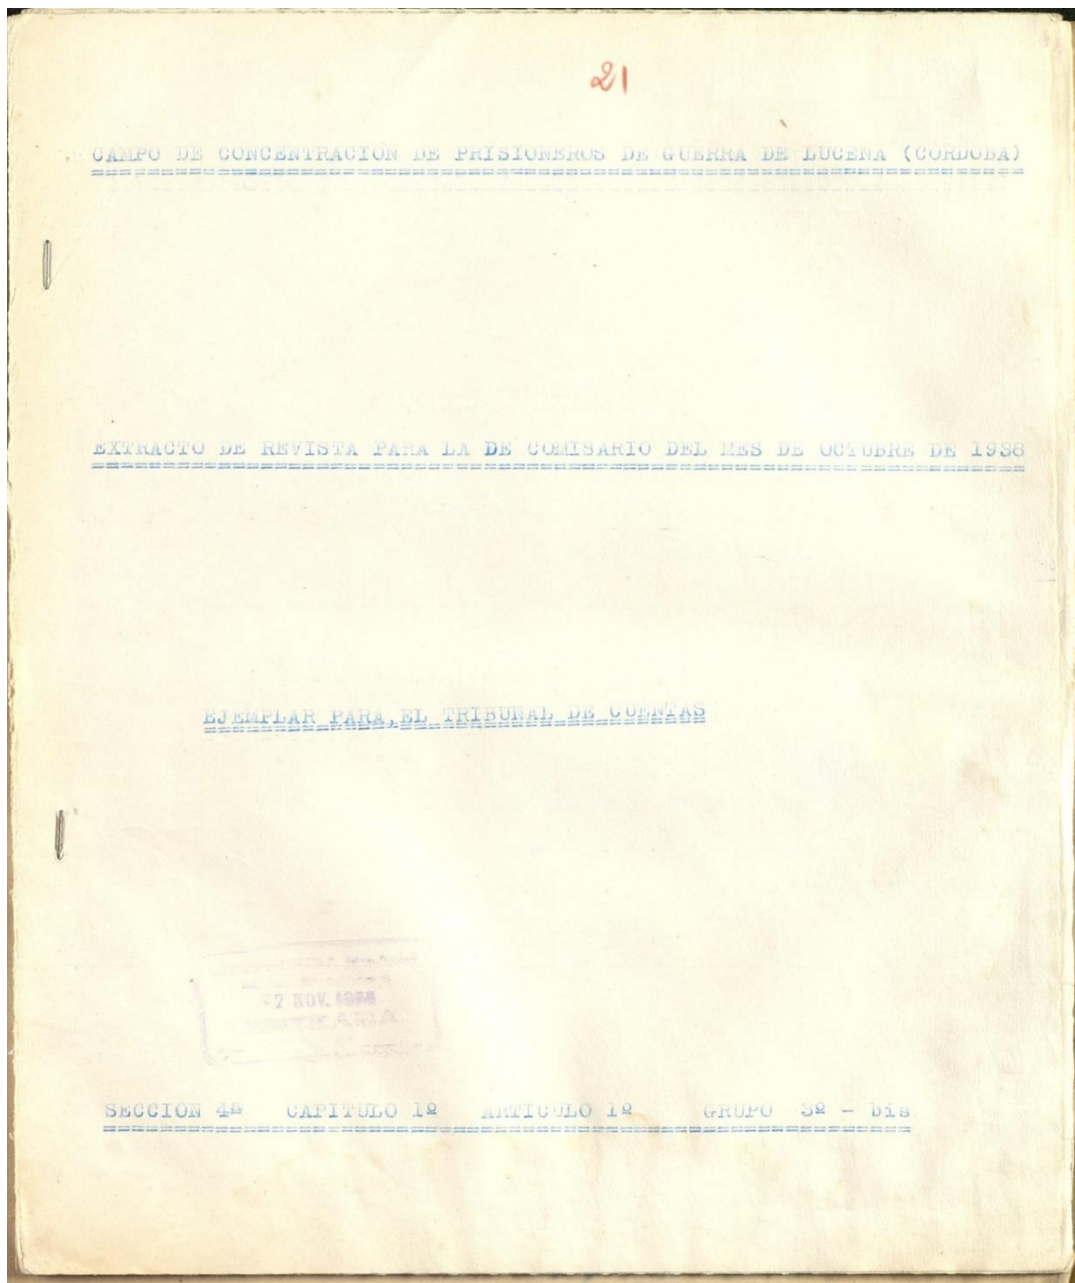 21
CAMPO DE CONCENTRACION DE PRISIONEROS DE GUERRA DE LUCENA (CORDOBA)
EXTRACTO DE REVISTA PARA LA DE COMISARIO DEL MES DE OCTUBRE DE 1938
EJEMPLAR PARA, EL TRIBUNAL DE CUENTAS
2 NOV. 1938
SECCION 4ª CAPITULO 1º ARTICULO 1º GRUPO 3º - bis.